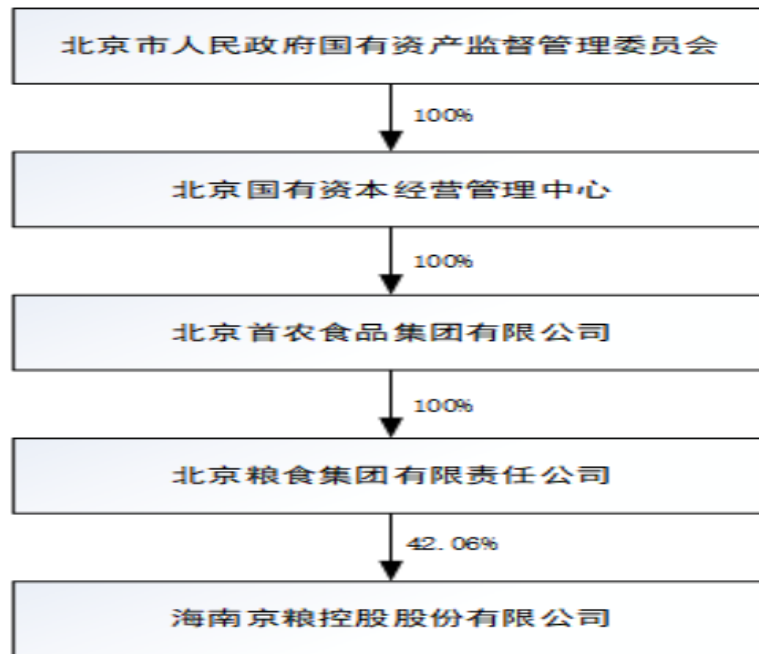 北京市人民政府国有资产监督管理委员会
100%
北京国有资本经营管理中心
100%
北京首农食品集团有限公司
100%
北京粮食集团有限责任公司
42.06%
海南京粮控股股份有限公司